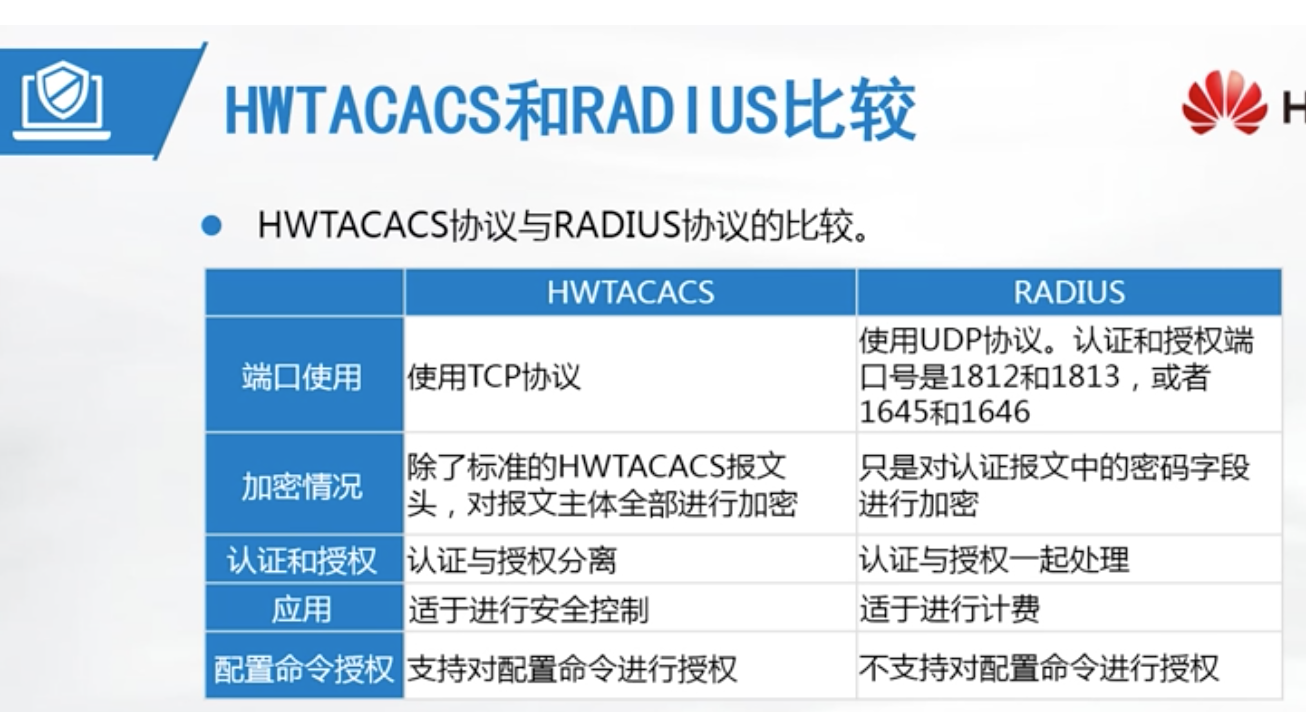 HWTACACS和RADIUS比较
H
HWTACACS协议与RADIUS协议的比较。
HWTACACS
RADIUS
端口使用
使用TCP协议
使用UDP协议。认证和授权端
口号是1812和1813，或者
1645和1646
加密情况
除了标准的HWTACACS报文
头，对报文主体全部进行加密
只是对认证报文中的密码字段
进行加密
认证和授权
认证与授权分离
认证与授权一起处理
应用
适于进行安全控制
适于进行计费
配置命令授权
支持对配置命令进行授权
不支持对配置命令进行授权